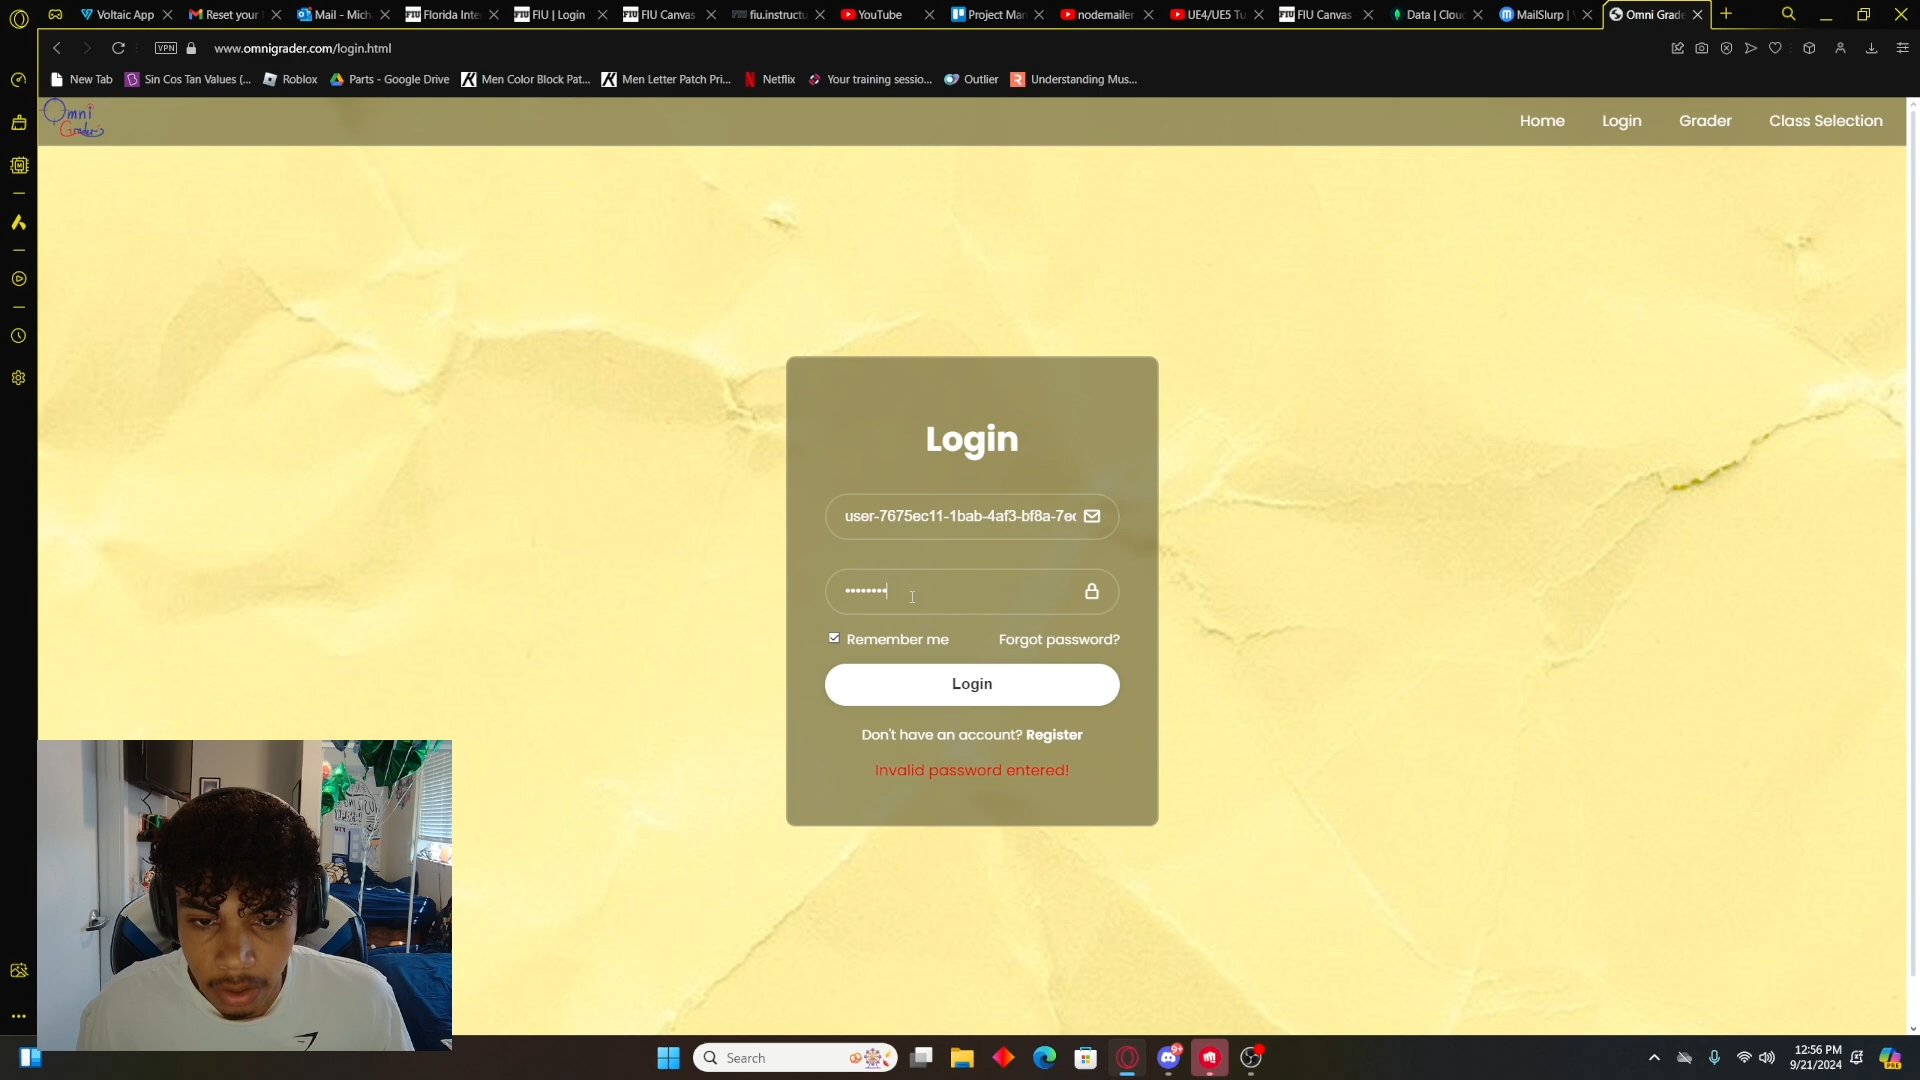 Voltaic App
Reset your
Mail - Mich
Florida Inte
FIU | Login
FIU Canvas
fiu.instructu
YouTube
Project Man
nodemailer
UE4/UE5 Tu
FIU Canvas
Data | Clou
MailSlurp |
Omni Grade
VPN
www.omnigrader.com/login.html
New Tab
Sin Cos Tan Values (...
Roblox
Parts - Google Drive
Men Color Block Pat...
Men Letter Patch Pri...
Netflix
Your training sessio...
Outlier
Understanding Mus...
Omni
Grader
Home
Login
Grader
Class Selection
Login
user-7675ec11-1bab-4af3-bf8a-7ec
••••••••
Remember me
Forgot password?
Login
Don't have an account? Register
Invalid password entered!
Search
12:56 PM
9/21/2024